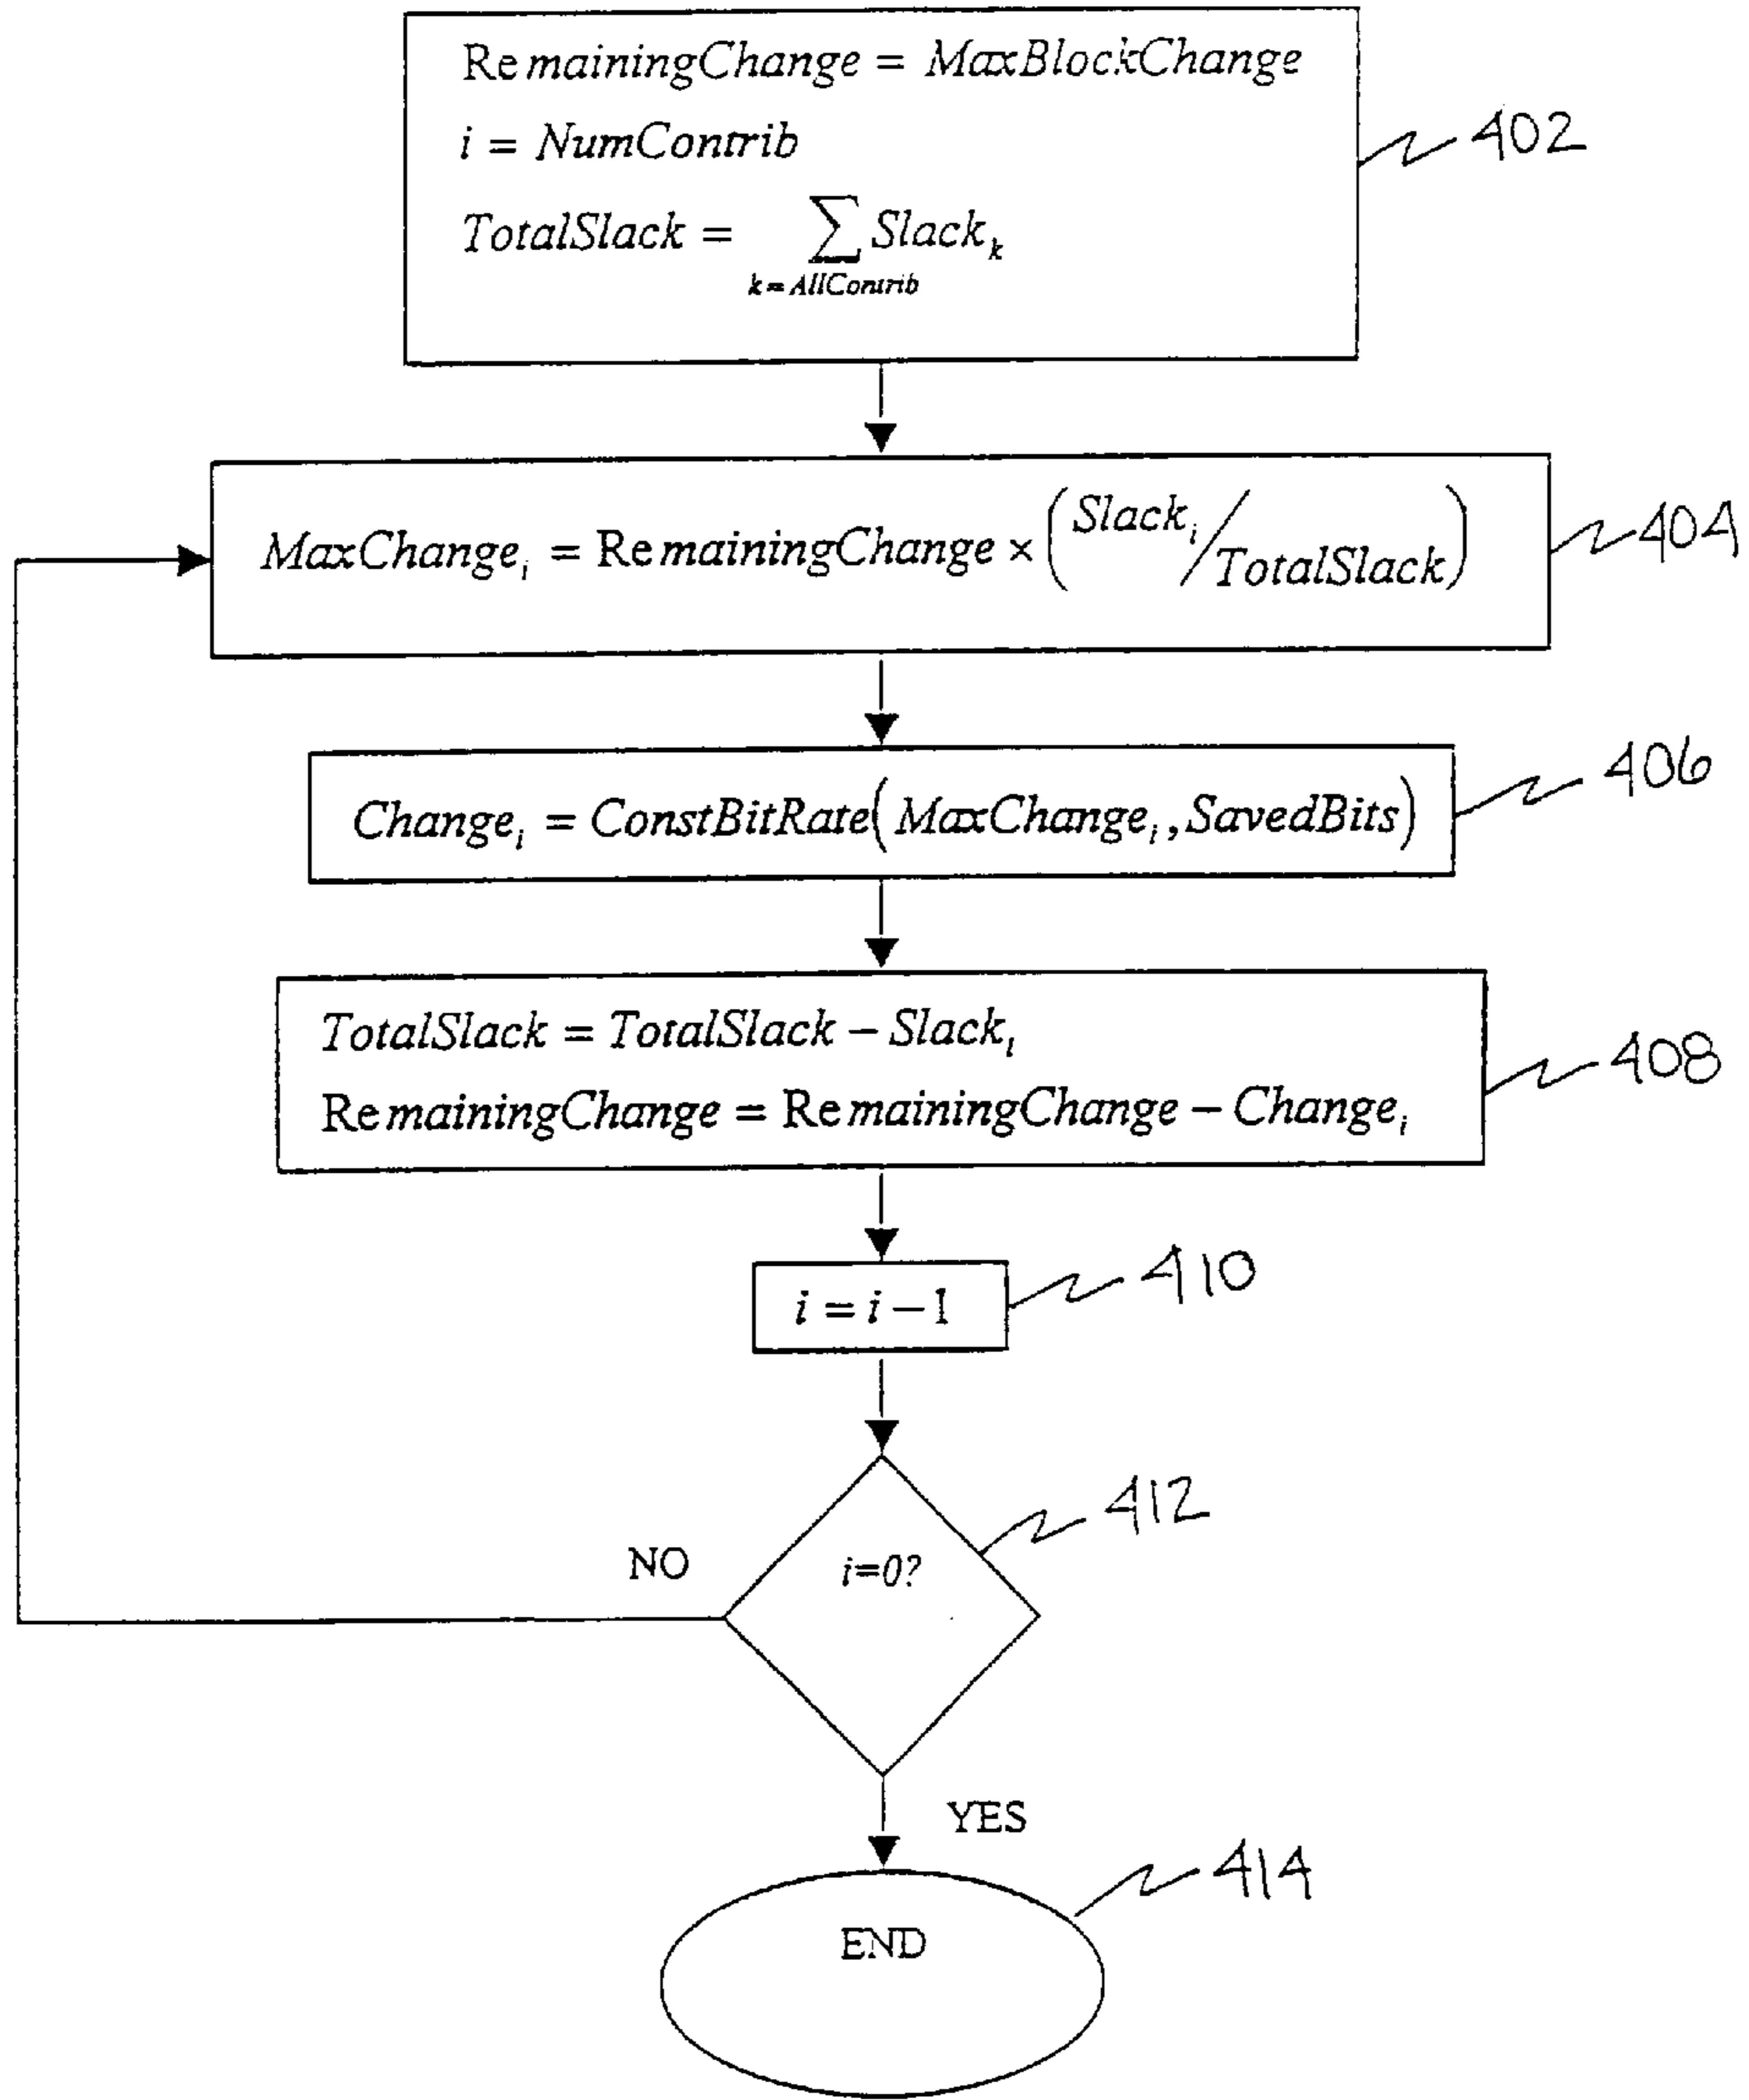 RemainingChange = MaxBlockChange
i = NumContrib
TotalSlack = ∑ Slack_k
k=AllContrib
402
MaxChange_i = RemainingChange × (Slack_i / TotalSlack)
404
Change_i = ConstBitRate(MaxChange_i, SavedBits)
406
TotalSlack = TotalSlack − Slack_i
RemainingChange = RemainingChange − Change_i
408
i = i − 1
410
i=0?
412
NO
YES
END
414